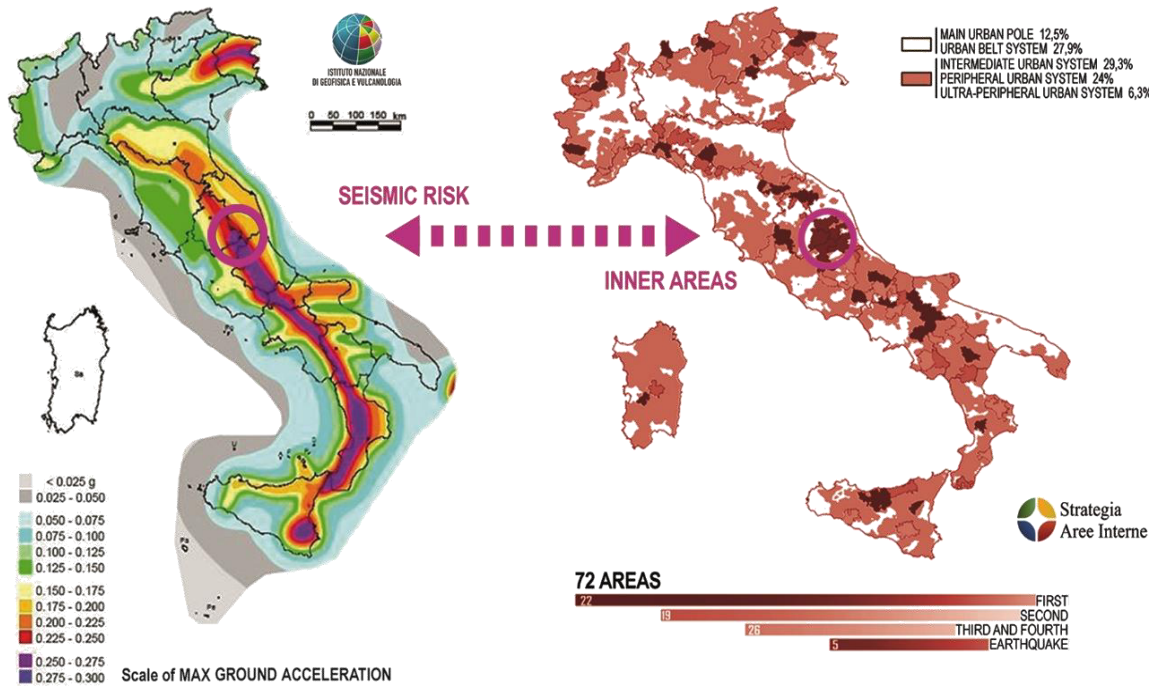 ISTITUTO NAZIONALE
DI GEOFISICA E VULCANOLOGIA
0 50 100 150
km
SEISMIC RISK
INNER AREAS
Sa
U
Ps
Ps
< 0.025 g
0.025 - 0.050
0.050 - 0.075
0.075 - 0.100
0.100 - 0.125
0.125 - 0.150
0.150 - 0.175
0.175 - 0.200
0.200 - 0.225
0.225 - 0.250
0.250 - 0.275
0.275 - 0.300
Scale of MAX GROUND ACCELERATION
MAIN URBAN POLE 12,5%
URBAN BELT SYSTEM 27,9%
INTERMEDIATE URBAN SYSTEM 29,3%
PERIPHERAL URBAN SYSTEM 24%
ULTRA-PERIPHERAL URBAN SYSTEM 6,3%
Strategia
Aree Interne
72 AREAS
22 FIRST
19 SECOND
26 THIRD AND FOURTH
5 EARTHQUAKE